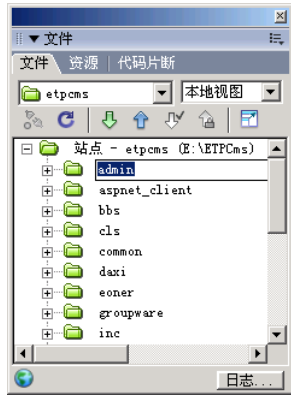 文件
文件 资源 代码片断
etpcms 本地视图
站点 - etpcms (E:\ETPCms)
admin
aspnet_client
bbs
cls
common
daxi
eoner
groupware
inc
日志...